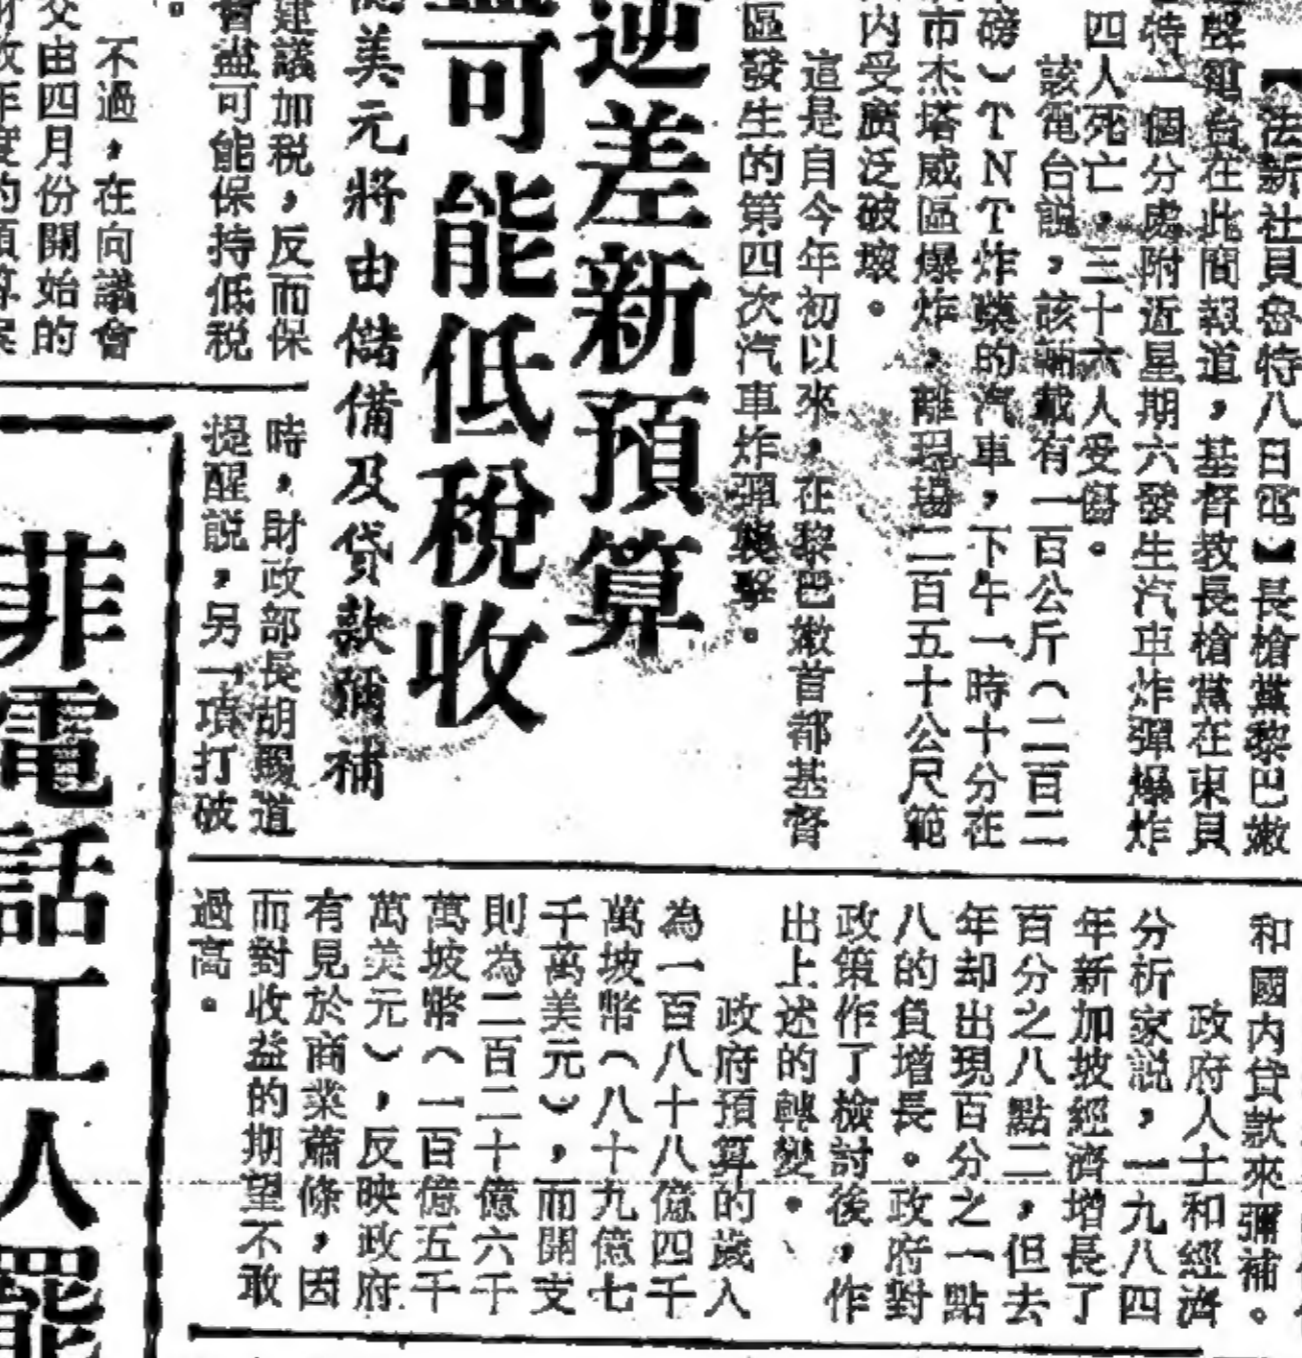 【法新社貝魯特八日電】長槍黨黎巴嫩
聲電台在此間報道，基督教長槍黨在東貝
特一個分處附近星期六發生汽車炸彈爆炸
四人死亡，三十六人受傷。
該電台説，該輛載有一百公斤（二百二
磅）TNT炸藥的汽車，下午一時十分在
市杰塔威區爆炸，離現場二百五十公尺範
内受廣泛破壞。
這是自今年初以來，在黎巴嫩首都基督
區發生的第四次汽車炸彈襲擊。
逆差新預算
盡可能低稅收
美元將由儲備及貸款彌補
建議加税，反而保
會盡可能保持低税
。
不過，在向議會
交由四月份開始的
財政年度的預算案
時，財政部長胡賜道
提醒説，另一項打破
和國内貸款來彌補。
政府人士和經濟
分析家説，一九八四
年新加坡經濟增長了
百分之八點二，但去
年却出現百分之一點
八的負增長。政府對
政策作了檢討後，作
出上述的轉變。
政府預算的歲入
為一百八十八億四千
萬坡幣（八十九億七
千萬美元），而開支
則為二百二十億六千
萬坡幣（一百億五千
萬美元），反映政府
有見於商業蕭條，因
而對收益的期望不敢
過高。
菲電話工人罷